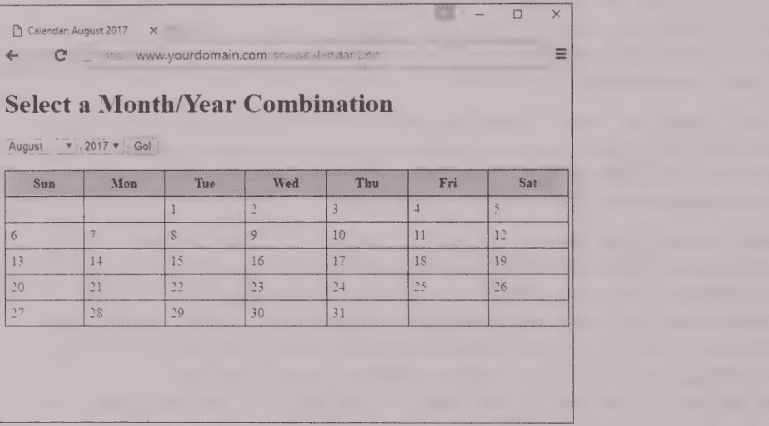 Calendar: August 2017
www.yourdomain.com
Select a Month/Year Combination
August 2017 Go!
Sun Mon Tue Wed Thu Fri Sat
1 2 3 4 5
6 7 8 9 10 11 12
13 14 15 16 17 18 19
20 21 22 23 24 25 26
27 28 29 30 31